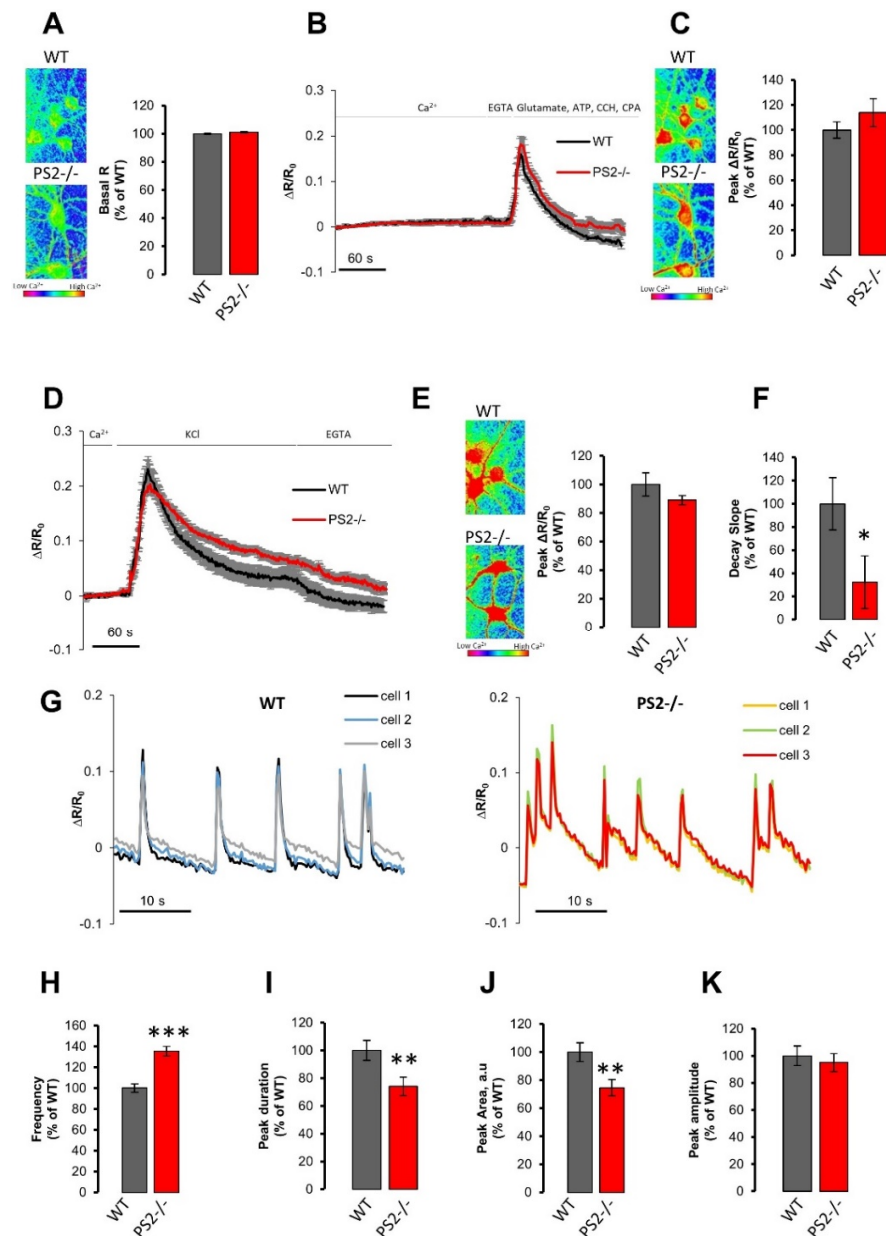 A
WT
PS2-/-
Low Ca²⁺ High Ca²⁺
Basal R
(% of WT)
120
100
80
60
40
20
0
WT
PS2-/-
B
Ca²⁺ EGTA Glutamate, ATP, CCH, CPA
ΔR/R₀
0.3
0.2
0.1
0
-0.1
WT
PS2-/-
60 s
C
WT
PS2-/-
Low Ca²⁺ High Ca²⁺
Peak ΔR/R₀
(% of WT)
140
120
100
80
60
40
20
0
WT
PS2-/-
D
Ca²⁺ KCl EGTA
ΔR/R₀
0.3
0.2
0.1
0
-0.1
WT
PS2-/-
60 s
E
WT
PS2-/-
Low Ca²⁺ High Ca²⁺
Peak ΔR/R₀
(% of WT)
120
100
80
60
40
20
0
WT
PS2-/-
F
Decay Slope
(% of WT)
140
120
100
80
60
40
20
0
*
WT
PS2-/-
G
WT
ΔR/R₀
0.2
0.1
0
-0.1
cell 1
cell 2
cell 3
10 s
PS2-/-
ΔR/R₀
0.2
0.1
0
-0.1
cell 1
cell 2
cell 3
10 s
H
Frequency
(% of WT)
160
140
120
100
80
60
40
20
0
***
WT
PS2-/-
I
Peak duration
(% of WT)
120
100
80
60
40
20
0
**
WT
PS2-/-
J
Peak Area, a.u
(% of WT)
120
100
80
60
40
20
0
**
WT
PS2-/-
K
Peak amplitude
(% of WT)
120
100
80
60
40
20
0
WT
PS2-/-